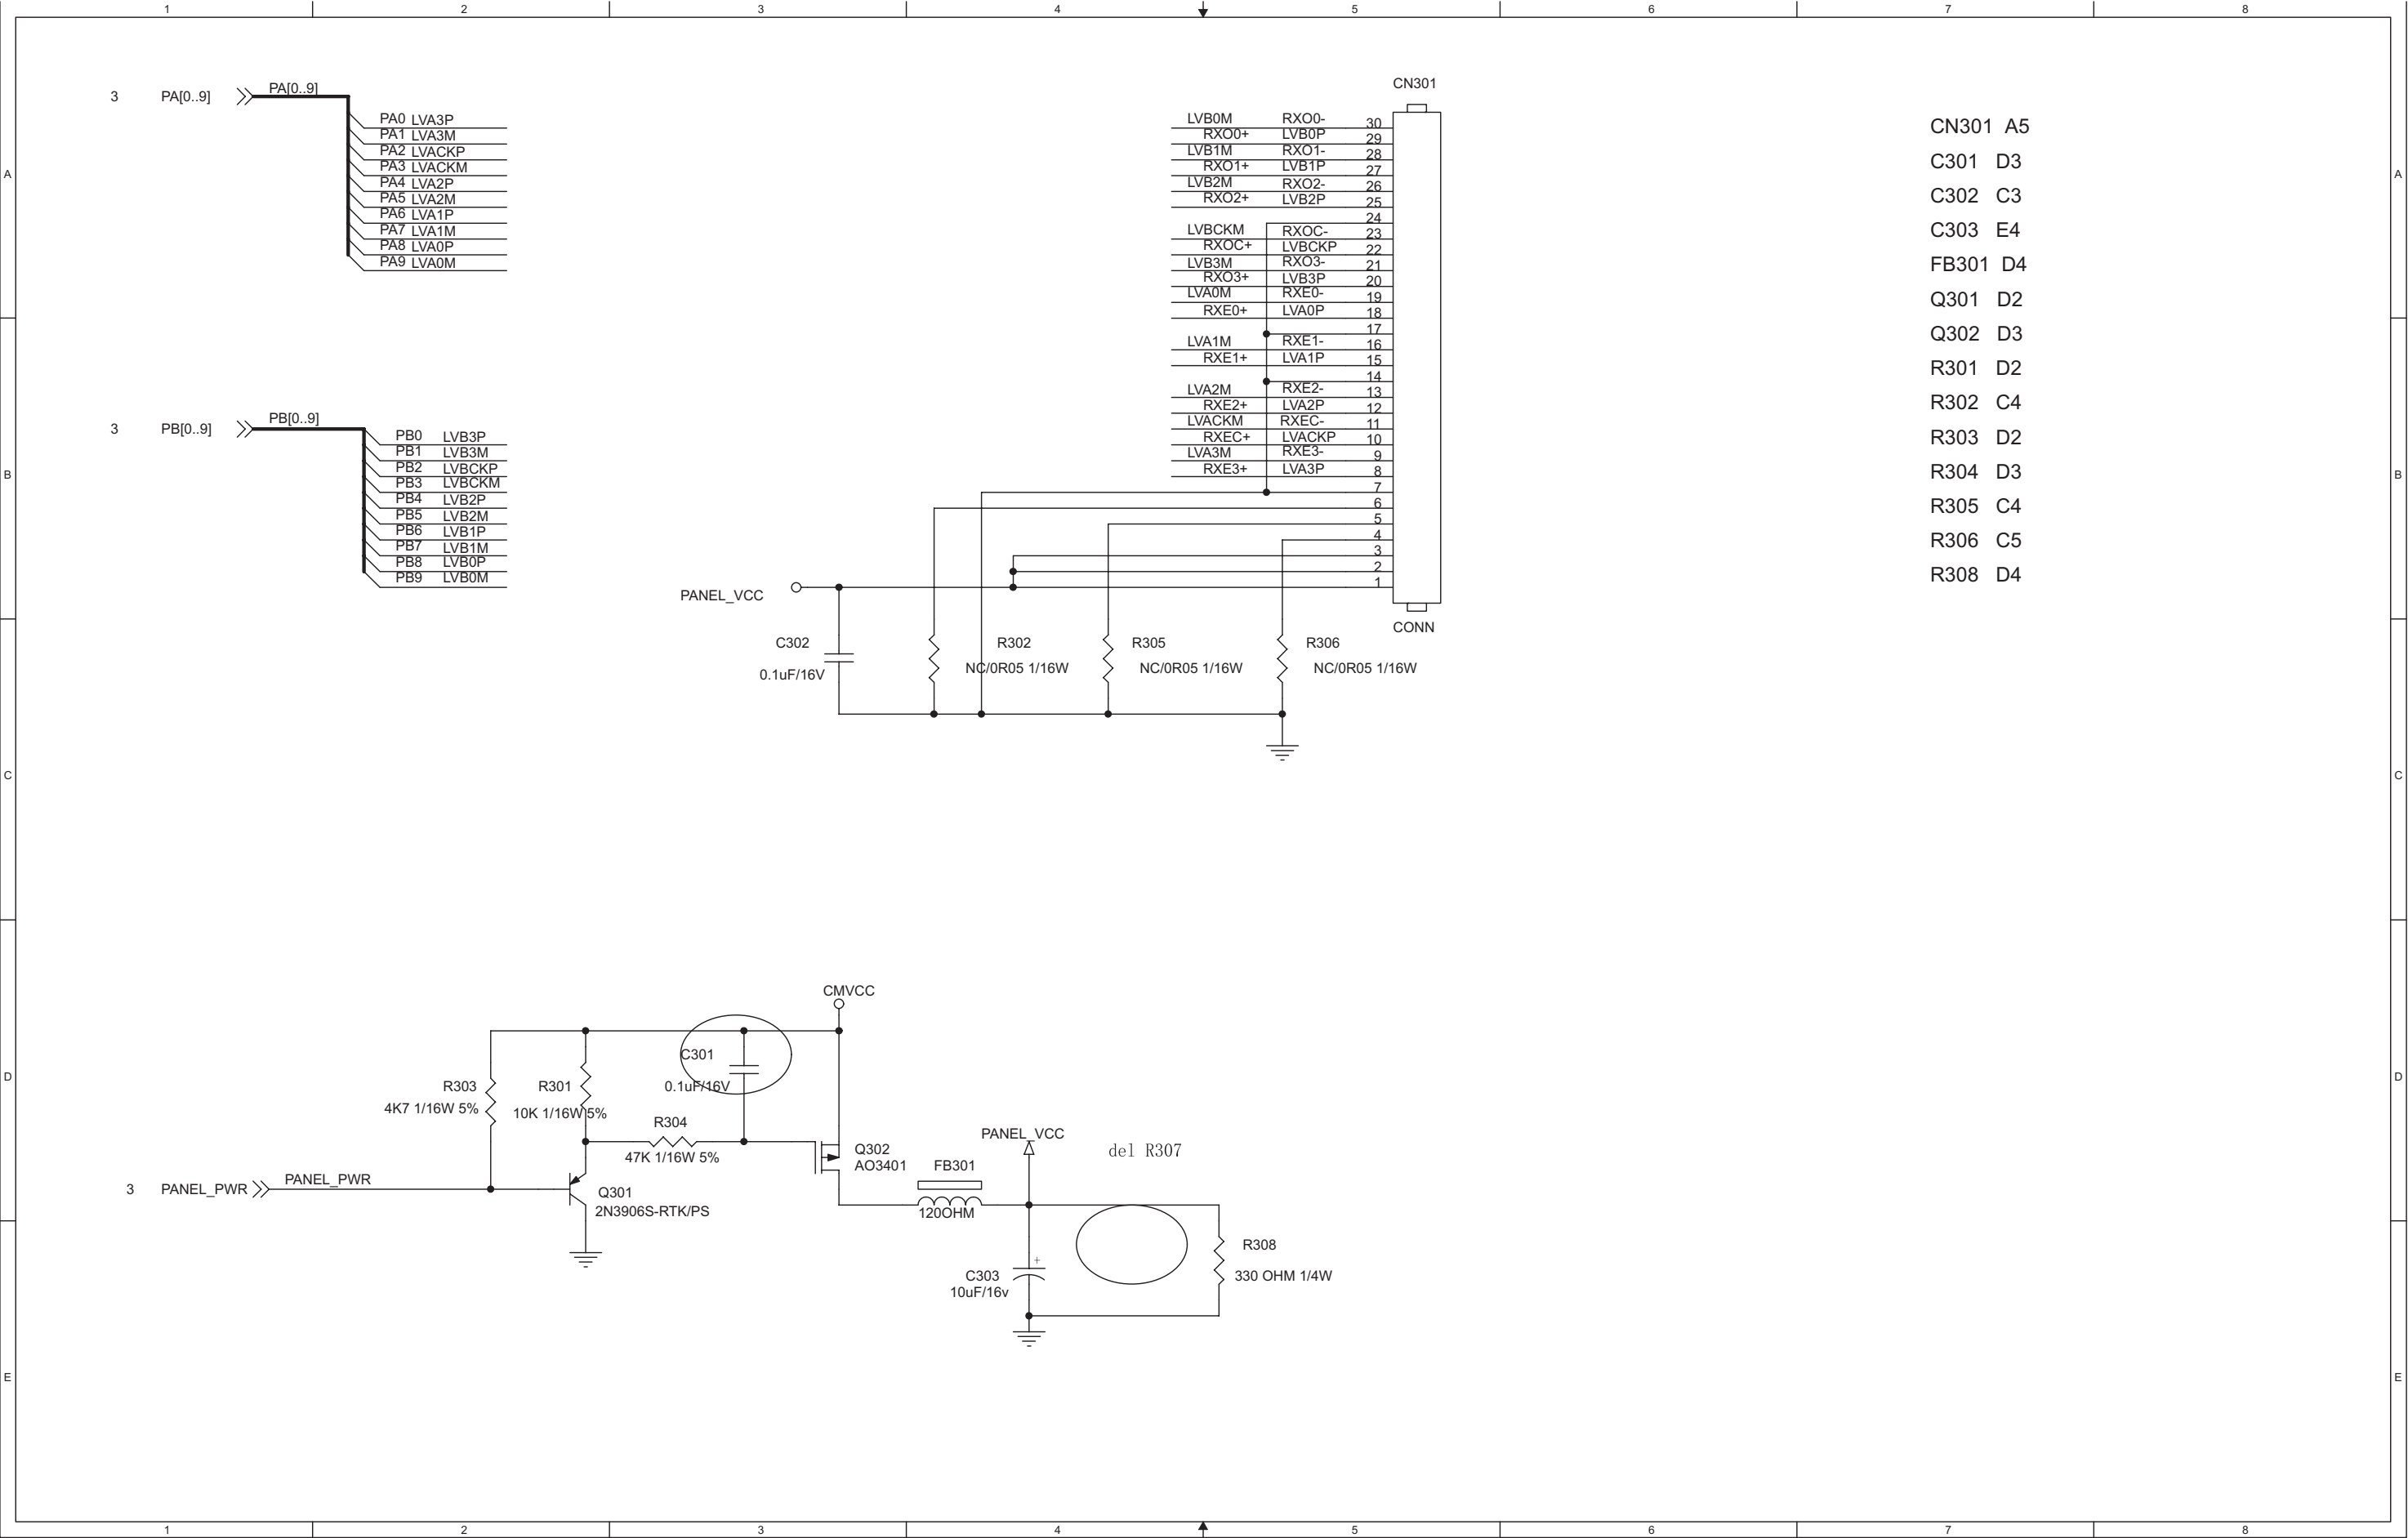 1 2 3 4 5 6 7 8
A A
B B
C C
D D
E E
3 PA[0..9] PA[0..9]
PA0 LVA3P
PA1 LVA3M
PA2 LVACKP
PA3 LVACKM
PA4 LVA2P
PA5 LVA2M
PA6 LVA1P
PA7 LVA1M
PA8 LVA0P
PA9 LVA0M
3 PB[0..9] PB[0..9]
PB0 LVB3P
PB1 LVB3M
PB2 LVBCKP
PB3 LVBCKM
PB4 LVB2P
PB5 LVB2M
PB6 LVB1P
PB7 LVB1M
PB8 LVB0P
PB9 LVB0M
CN301
LVB0M RXO0- 30
RXO0+ LVB0P 29
LVB1M RXO1- 28
RXO1+ LVB1P 27
LVB2M RXO2- 26
RXO2+ LVB2P 25
24
LVBCKM RXOC- 23
RXOC+ LVBCKP 22
LVB3M RXO3- 21
RXO3+ LVB3P 20
LVA0M RXE0- 19
RXE0+ LVA0P 18
17
LVA1M RXE1- 16
RXE1+ LVA1P 15
14
LVA2M RXE2- 13
RXE2+ LVA2P 12
LVACKM RXEC- 11
RXEC+ LVACKP 10
LVA3M RXE3- 9
RXE3+ LVA3P 8
7
6
5
4
3
2
1
CONN
PANEL_VCC
C302
0.1uF/16V
R302
NC/0R05 1/16W
R305
NC/0R05 1/16W
R306
NC/0R05 1/16W
CN301 A5
C301 D3
C302 C3
C303 E4
FB301 D4
Q301 D2
Q302 D3
R301 D2
R302 C4
R303 D2
R304 D3
R305 C4
R306 C5
R308 D4
CMVCC
C301
0.1uF/16V
R303
4K7 1/16W 5%
R301
10K 1/16W 5%
R304
47K 1/16W 5%
Q302
AO3401
FB301
120OHM
PANEL_VCC
del R307
3 PANEL_PWR PANEL_PWR
Q301
2N3906S-RTK/PS
+
C303
10uF/16v
R308
330 OHM 1/4W
1 2 3 4 5 6 7 8